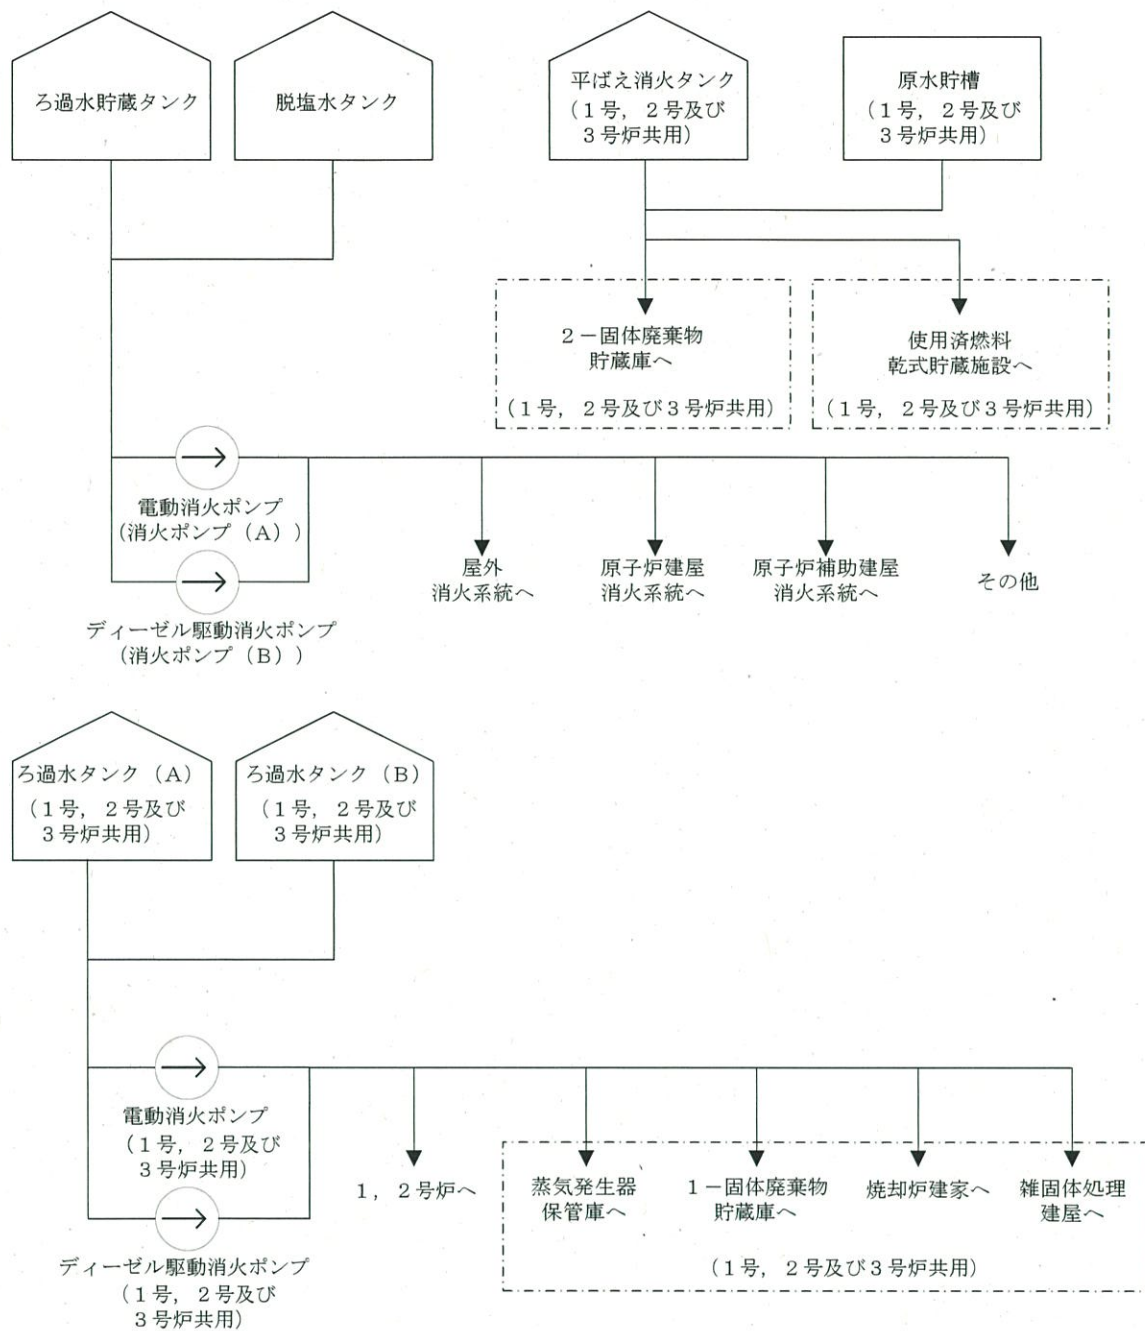 ろ過水貯蔵タンク
脱塩水タンク
平ばえ消火タンク
(1号, 2号及び
3号炉共用)
原水貯槽
(1号, 2号及び
3号炉共用)
2-固体廃棄物
貯蔵庫へ
(1号, 2号及び3号炉共用)
使用済燃料
乾式貯蔵施設へ
(1号, 2号及び3号炉共用)
電動消火ポンプ
(消火ポンプ(A))
ディーゼル駆動消火ポンプ
(消火ポンプ(B))
屋外
消火系統へ
原子炉建屋
消火系統へ
原子炉補助建屋
消火系統へ
その他
ろ過水タンク(A)
(1号, 2号及び
3号炉共用)
ろ過水タンク(B)
(1号, 2号及び
3号炉共用)
電動消火ポンプ
(1号, 2号及び
3号炉共用)
ディーゼル駆動消火ポンプ
(1号, 2号及び
3号炉共用)
1, 2号炉へ
蒸気発生器
保管庫へ
1-固体廃棄物
貯蔵庫へ
焼却炉建家へ
雑固体処理
建屋へ
(1号, 2号及び3号炉共用)